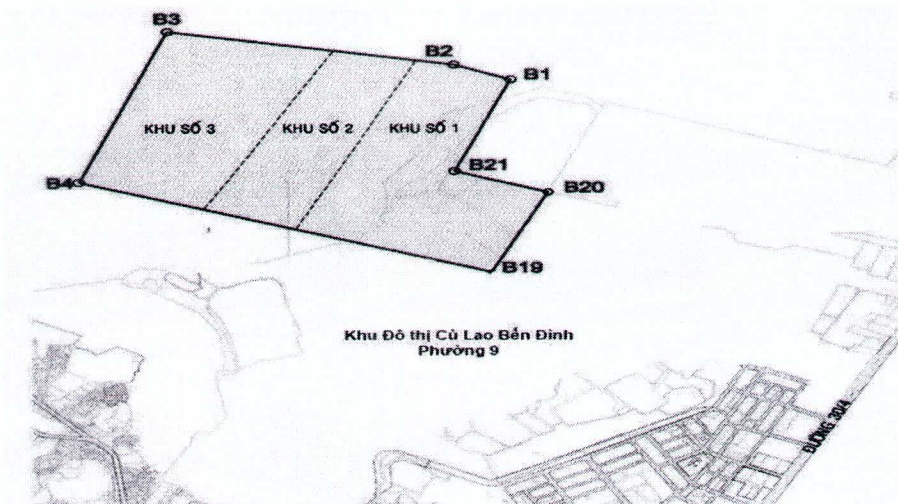 B3
B2
B1
KHU SỐ 3
KHU SỐ 2
KHU SỐ 1
B21
B4
B20
B19
Khu Đô thị Cù Lao Bến Đình
Phường 9
ĐƯỜNG 30/4